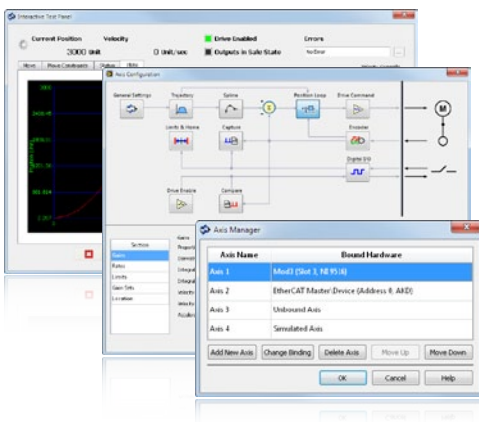 Interactive Test Panel
Current Position
Velocity
Drive Enabled
Errors
3000 Unit
0 Unit/sec
Outputs in Safe State
No Error
Move
Move Constraints
Status
Plots
Axis Configuration
General Settings
Trajectory
Spline
Position Loop
Drive Command
Limits & Home
Capture
Encoder
Digital I/O
Drive Enable
Compare
M
Section
Gains
Gains
Limits
Gain Sets
Location
Axis Manager
Axis Name
Bound Hardware
Axis 1
Mod3 (Slot 3, NI 9516)
Axis 2
EtherCAT Master\Device (Address 0, AKD)
Axis 3
Unbound Axis
Axis 4
Simulated Axis
Add New Axis
Change Binding
Delete Axis
Move Up
Move Down
OK
Cancel
Help